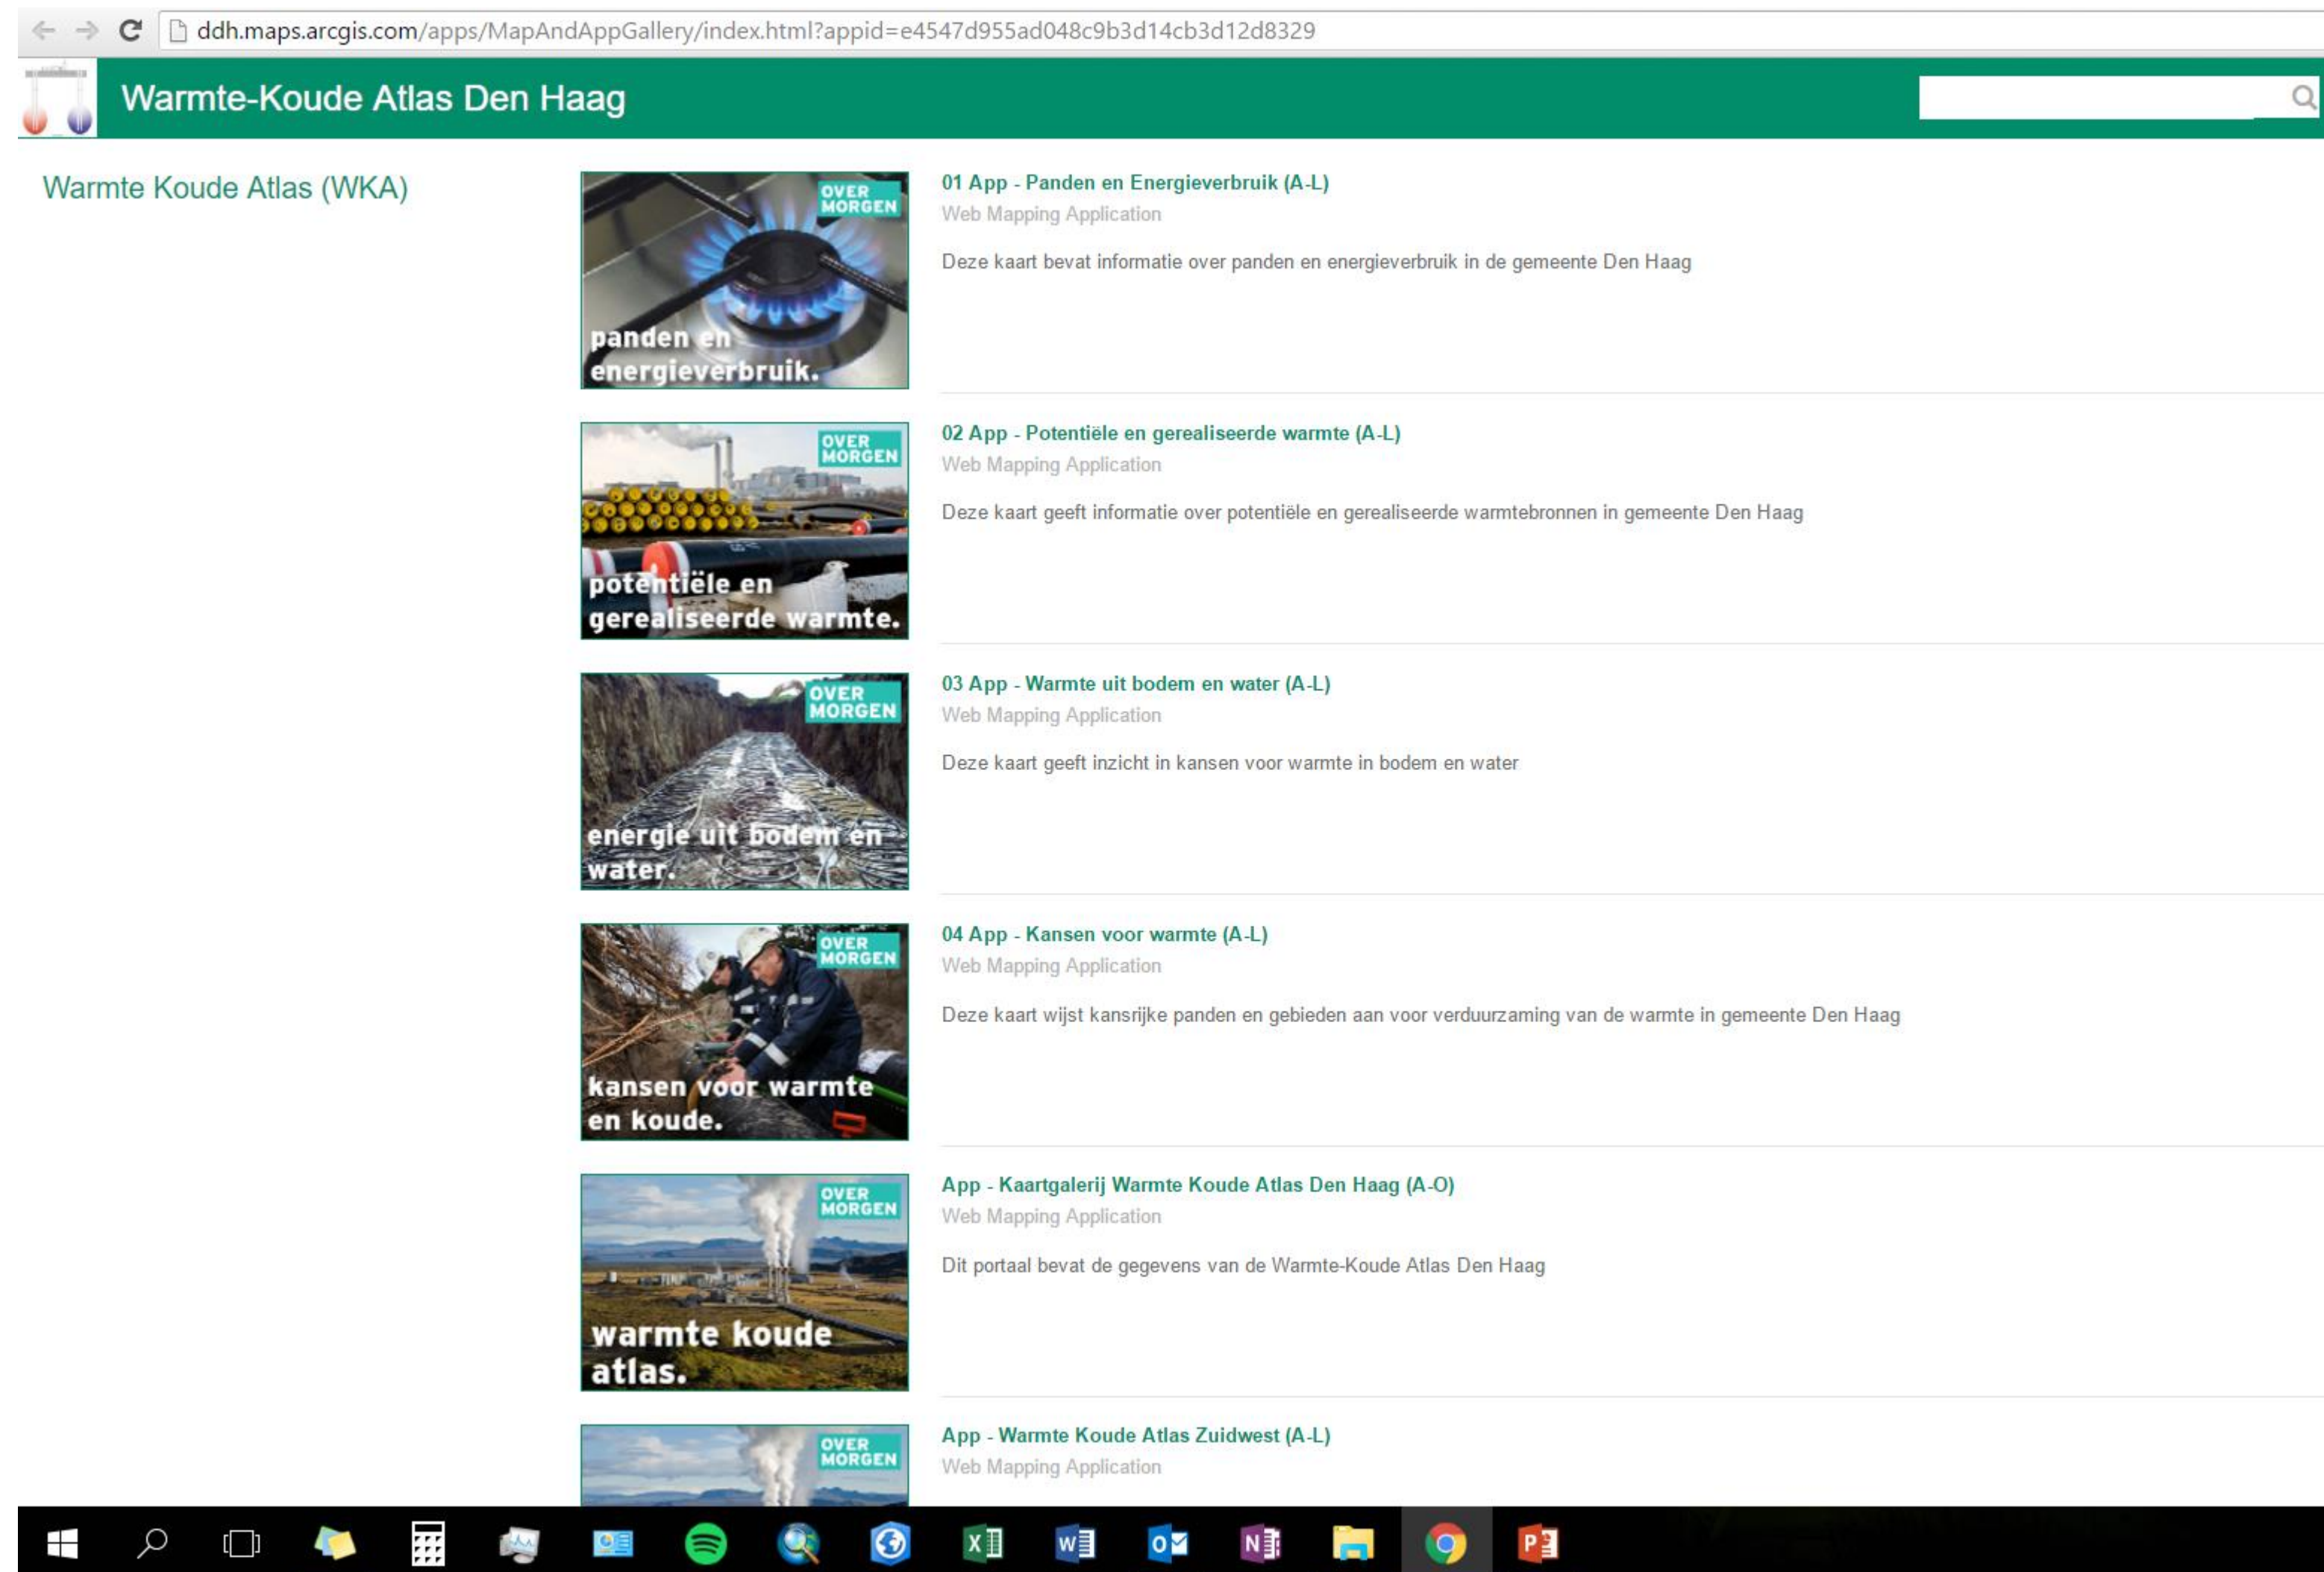 ddh.maps.arcgis.com/apps/MapAndAppGallery/index.html?appid=e4547d955ad048c9b3d14cb3d12d8329
Warmte-Koude Atlas Den Haag
Warmte Koude Atlas (WKA)
OVER
MORGEN
panden en
energieverbruik.
01 App - Panden en Energieverbruik (A-L)
Web Mapping Application
Deze kaart bevat informatie over panden en energieverbruik in de gemeente Den Haag
OVER
MORGEN
potentiële en
gerealiseerde warmte.
02 App - Potentiële en gerealiseerde warmte (A-L)
Web Mapping Application
Deze kaart geeft informatie over potentiële en gerealiseerde warmtebronnen in gemeente Den Haag
OVER
MORGEN
energie uit bodem en
water.
03 App - Warmte uit bodem en water (A-L)
Web Mapping Application
Deze kaart geeft inzicht in kansen voor warmte in bodem en water
OVER
MORGEN
kansen voor warmte
en koude.
04 App - Kansen voor warmte (A-L)
Web Mapping Application
Deze kaart wijst kansrijke panden en gebieden aan voor verduurzaming van de warmte in gemeente Den Haag
OVER
MORGEN
warmte koude
atlas.
App - Kaartgalerij Warmte Koude Atlas Den Haag (A-O)
Web Mapping Application
Dit portaal bevat de gegevens van de Warmte-Koude Atlas Den Haag
OVER
MORGEN
App - Warmte Koude Atlas Zuidwest (A-L)
Web Mapping Application